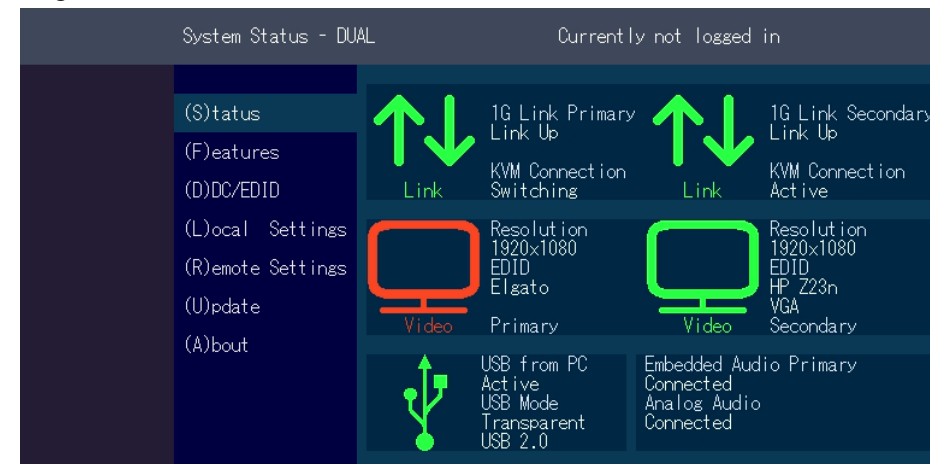 System Status - DUAL
Currently not logged in
(S)tatus
(F)eatures
(D)DC/EDID
(L)ocal Settings
(R)emote Settings
(U)pdate
(A)bout
Link
1G Link Primary
Link Up
KVM Connection
Switching
Link
1G Link Secondary
Link Up
KVM Connection
Active
Video
Resolution
1920x1080
EDID
Elgato
Primary
Video
Resolution
1920x1080
EDID
HP Z23n
VGA
Secondary
USB from PC
Active
USB Mode
Transparent
USB 2.0
Embedded Audio Primary
Connected
Analog Audio
Connected